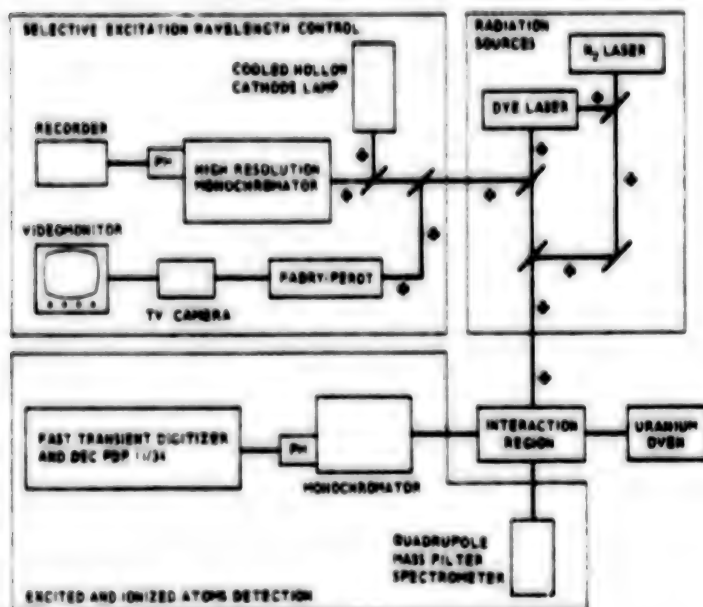 SELECTIVE EXCITATION WAVELENGTH CONTROL
RADIATION
SOURCES
N2 LASER
COOLED HOLLOW
CATHODE LAMP
DYE LASER
RECORDER
PM
HIGH RESOLUTION
MONOCHROMATOR
VIDEOMONITOR
TV CAMERA
FABRY-PEROT
FAST TRANSIENT DIGITIZER
AND DEC PDP 11/34
PM
MONOCHROMATOR
INTERACTION
REGION
URANIUM
OVEN
QUADRUPOLE
MASS FILTER
SPECTROMETER
EXCITED AND IONIZED ATOMS DETECTION